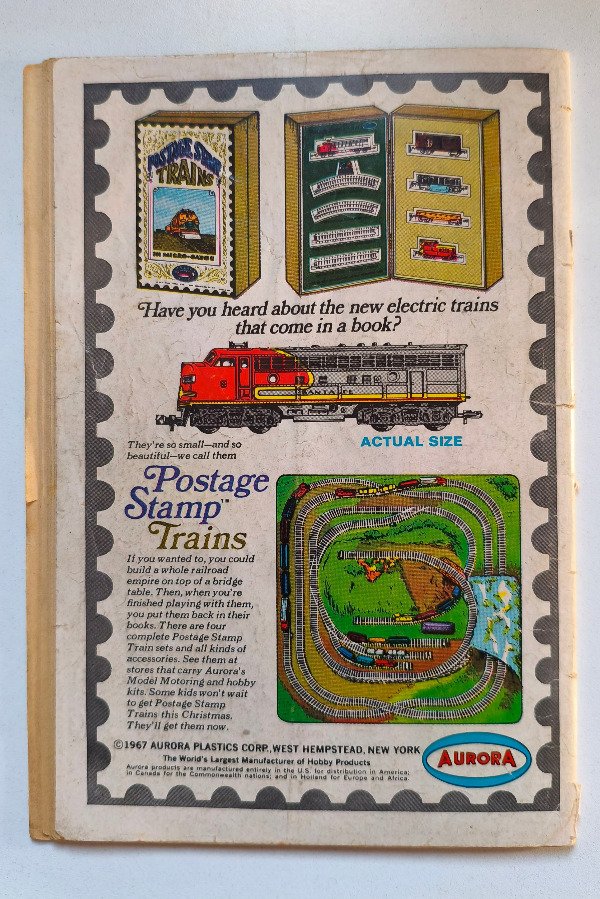 POSTAGE STAMP
TRAINS
IN MICRO-GAUGE
Have you heard about the new electric trains
that come in a book?
SANTA FE
They're so small—and so
beautiful—we call them
ACTUAL SIZE
Postage
Stamp™
Trains
If you wanted to, you could
build a whole railroad
empire on top of a bridge
table. Then, when you're
finished playing with them,
you put them back in their
books. There are four
complete Postage Stamp
Train sets and all kinds of
accessories. See them at
stores that carry Aurora's
Model Motoring and hobby
kits. Some kids won't wait
to get Postage Stamp
Trains this Christmas.
They'll get them now.
©1967 AURORA PLASTICS CORP., WEST HEMPSTEAD, NEW YORK
The World's Largest Manufacturer of Hobby Products
Aurora products are manufactured entirely in the U.S. for distribution in America;
in Canada for the Commonwealth nations; and in Holland for Europe and Africa.
AURORA